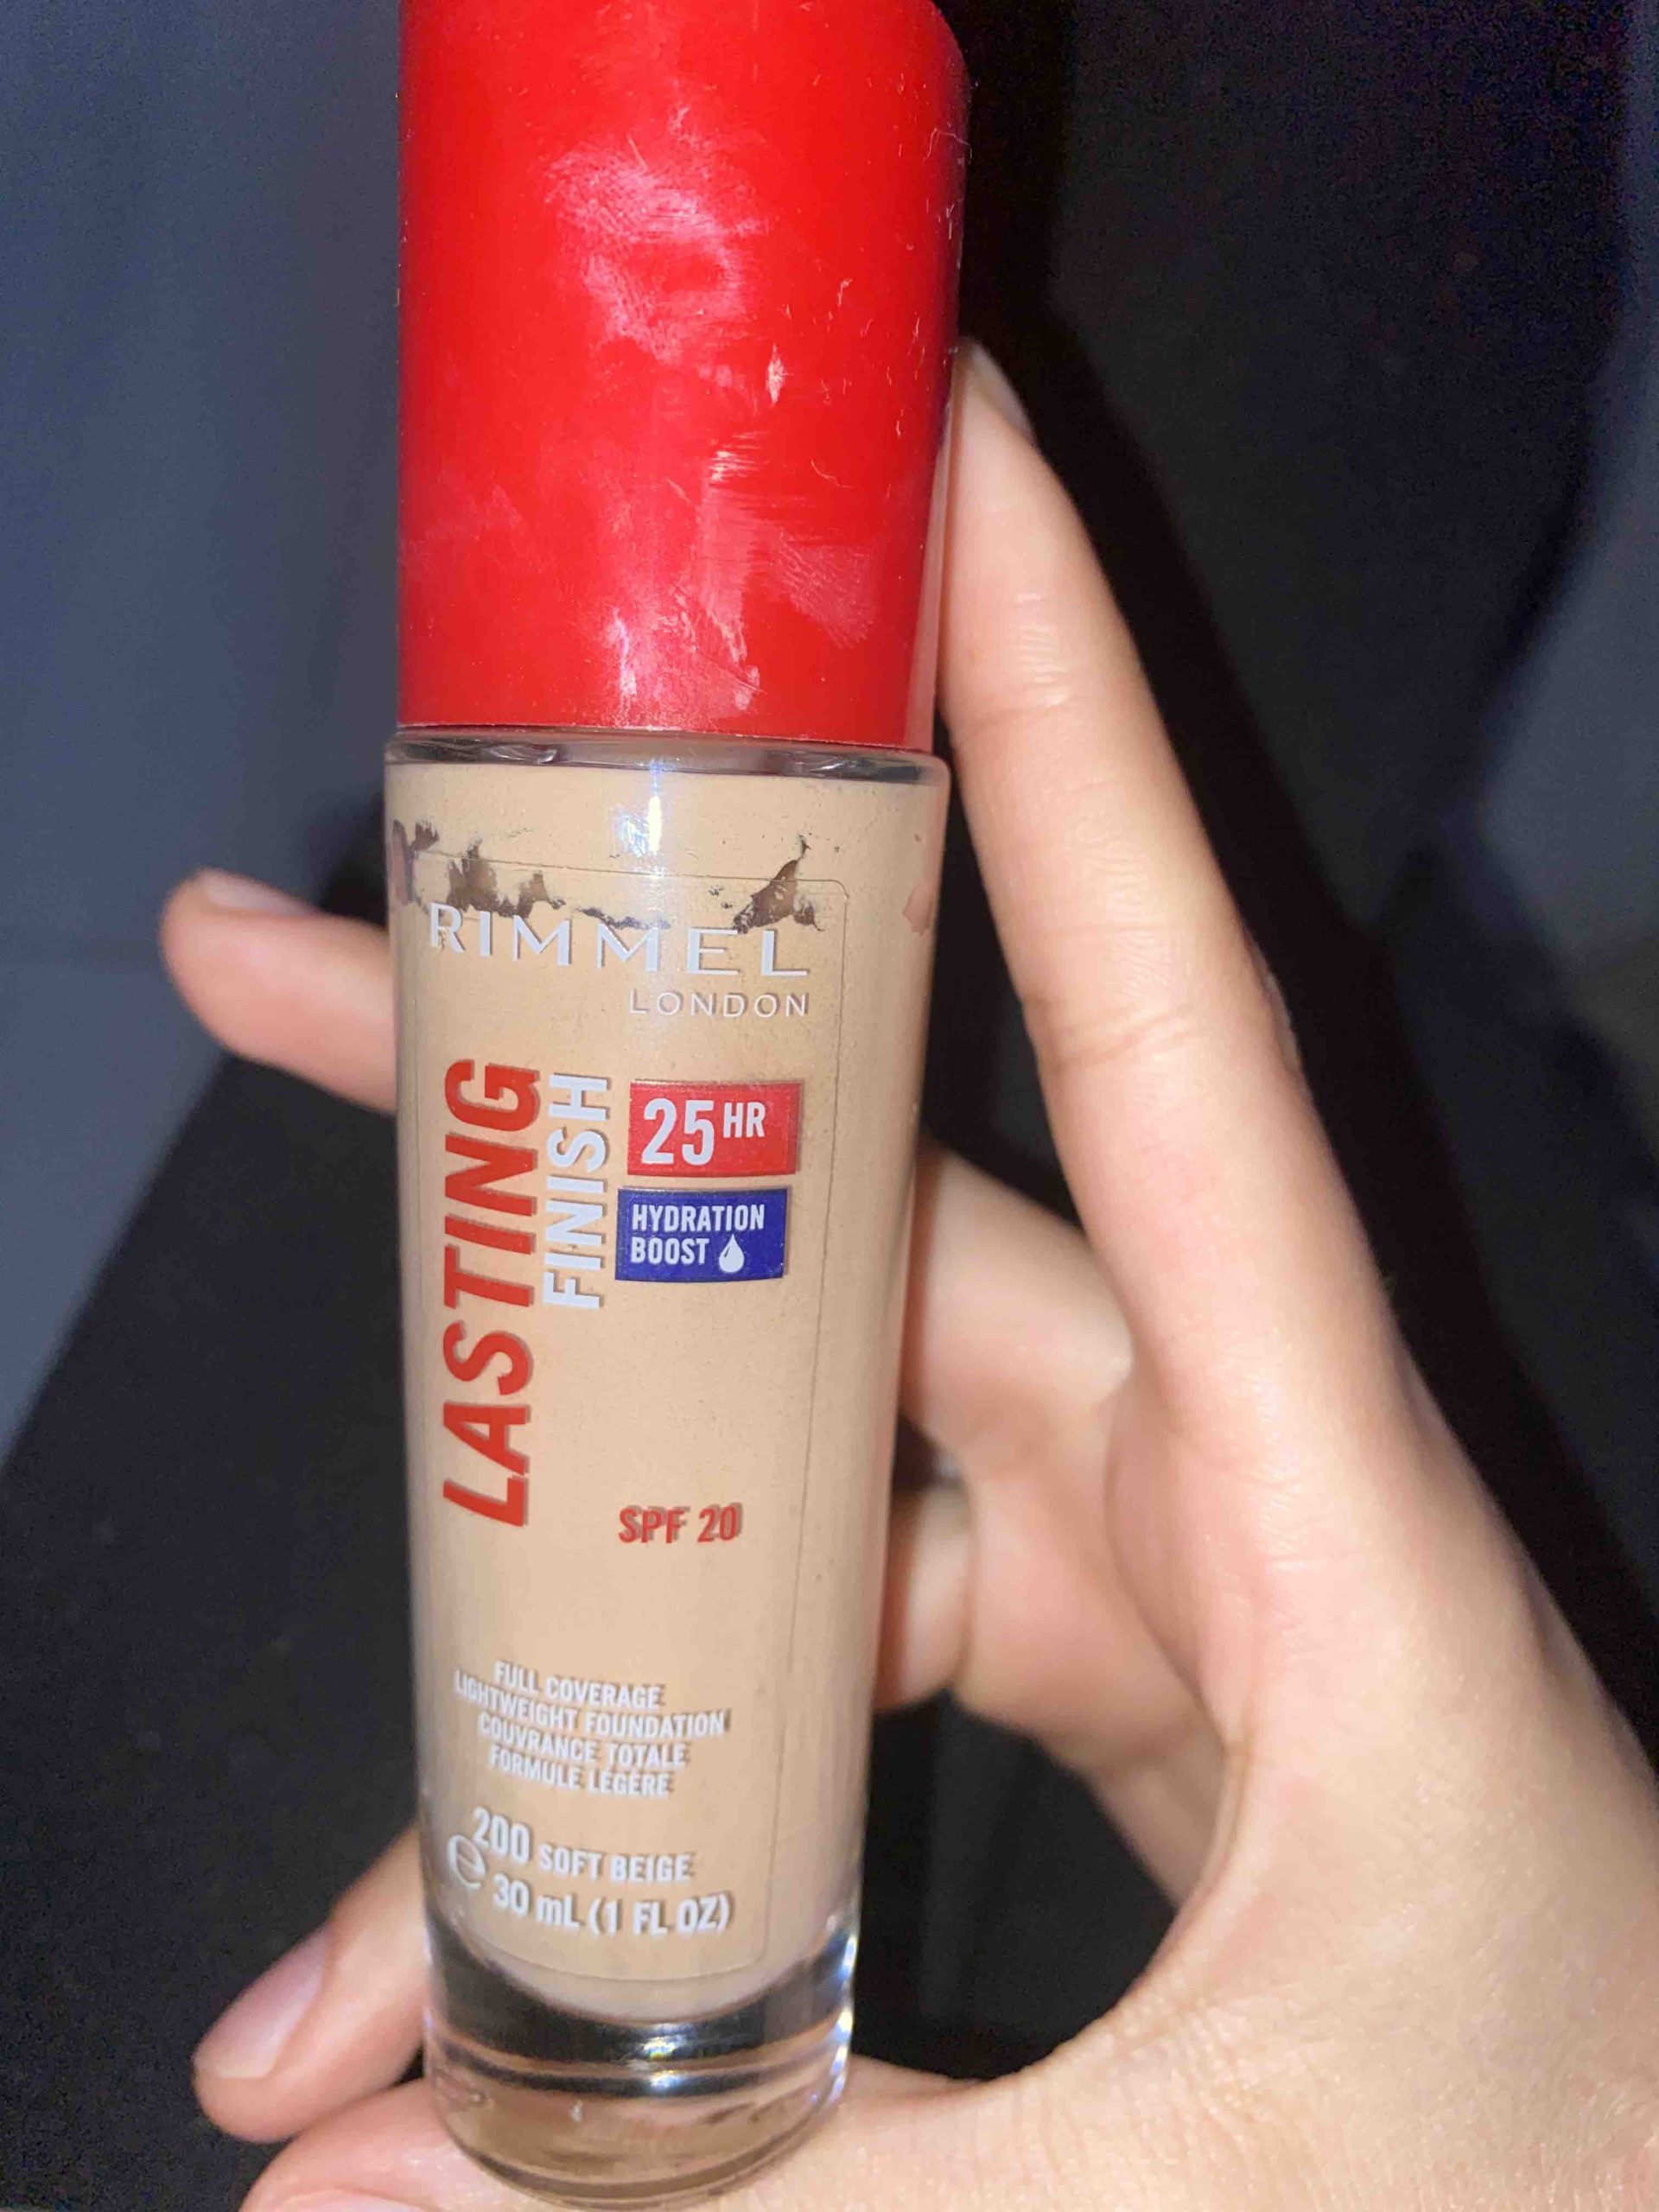 RIMMEL
LONDON
LASTING
FINISH
25HR
HYDRATION
BOOST
SPF 20
FULL COVERAGE
LIGHTWEIGHT FOUNDATION
COUVRANCE TOTALE
FORMULE LÉGÈRE
200 SOFT BEIGE
℮ 30 mL (1 FL OZ)